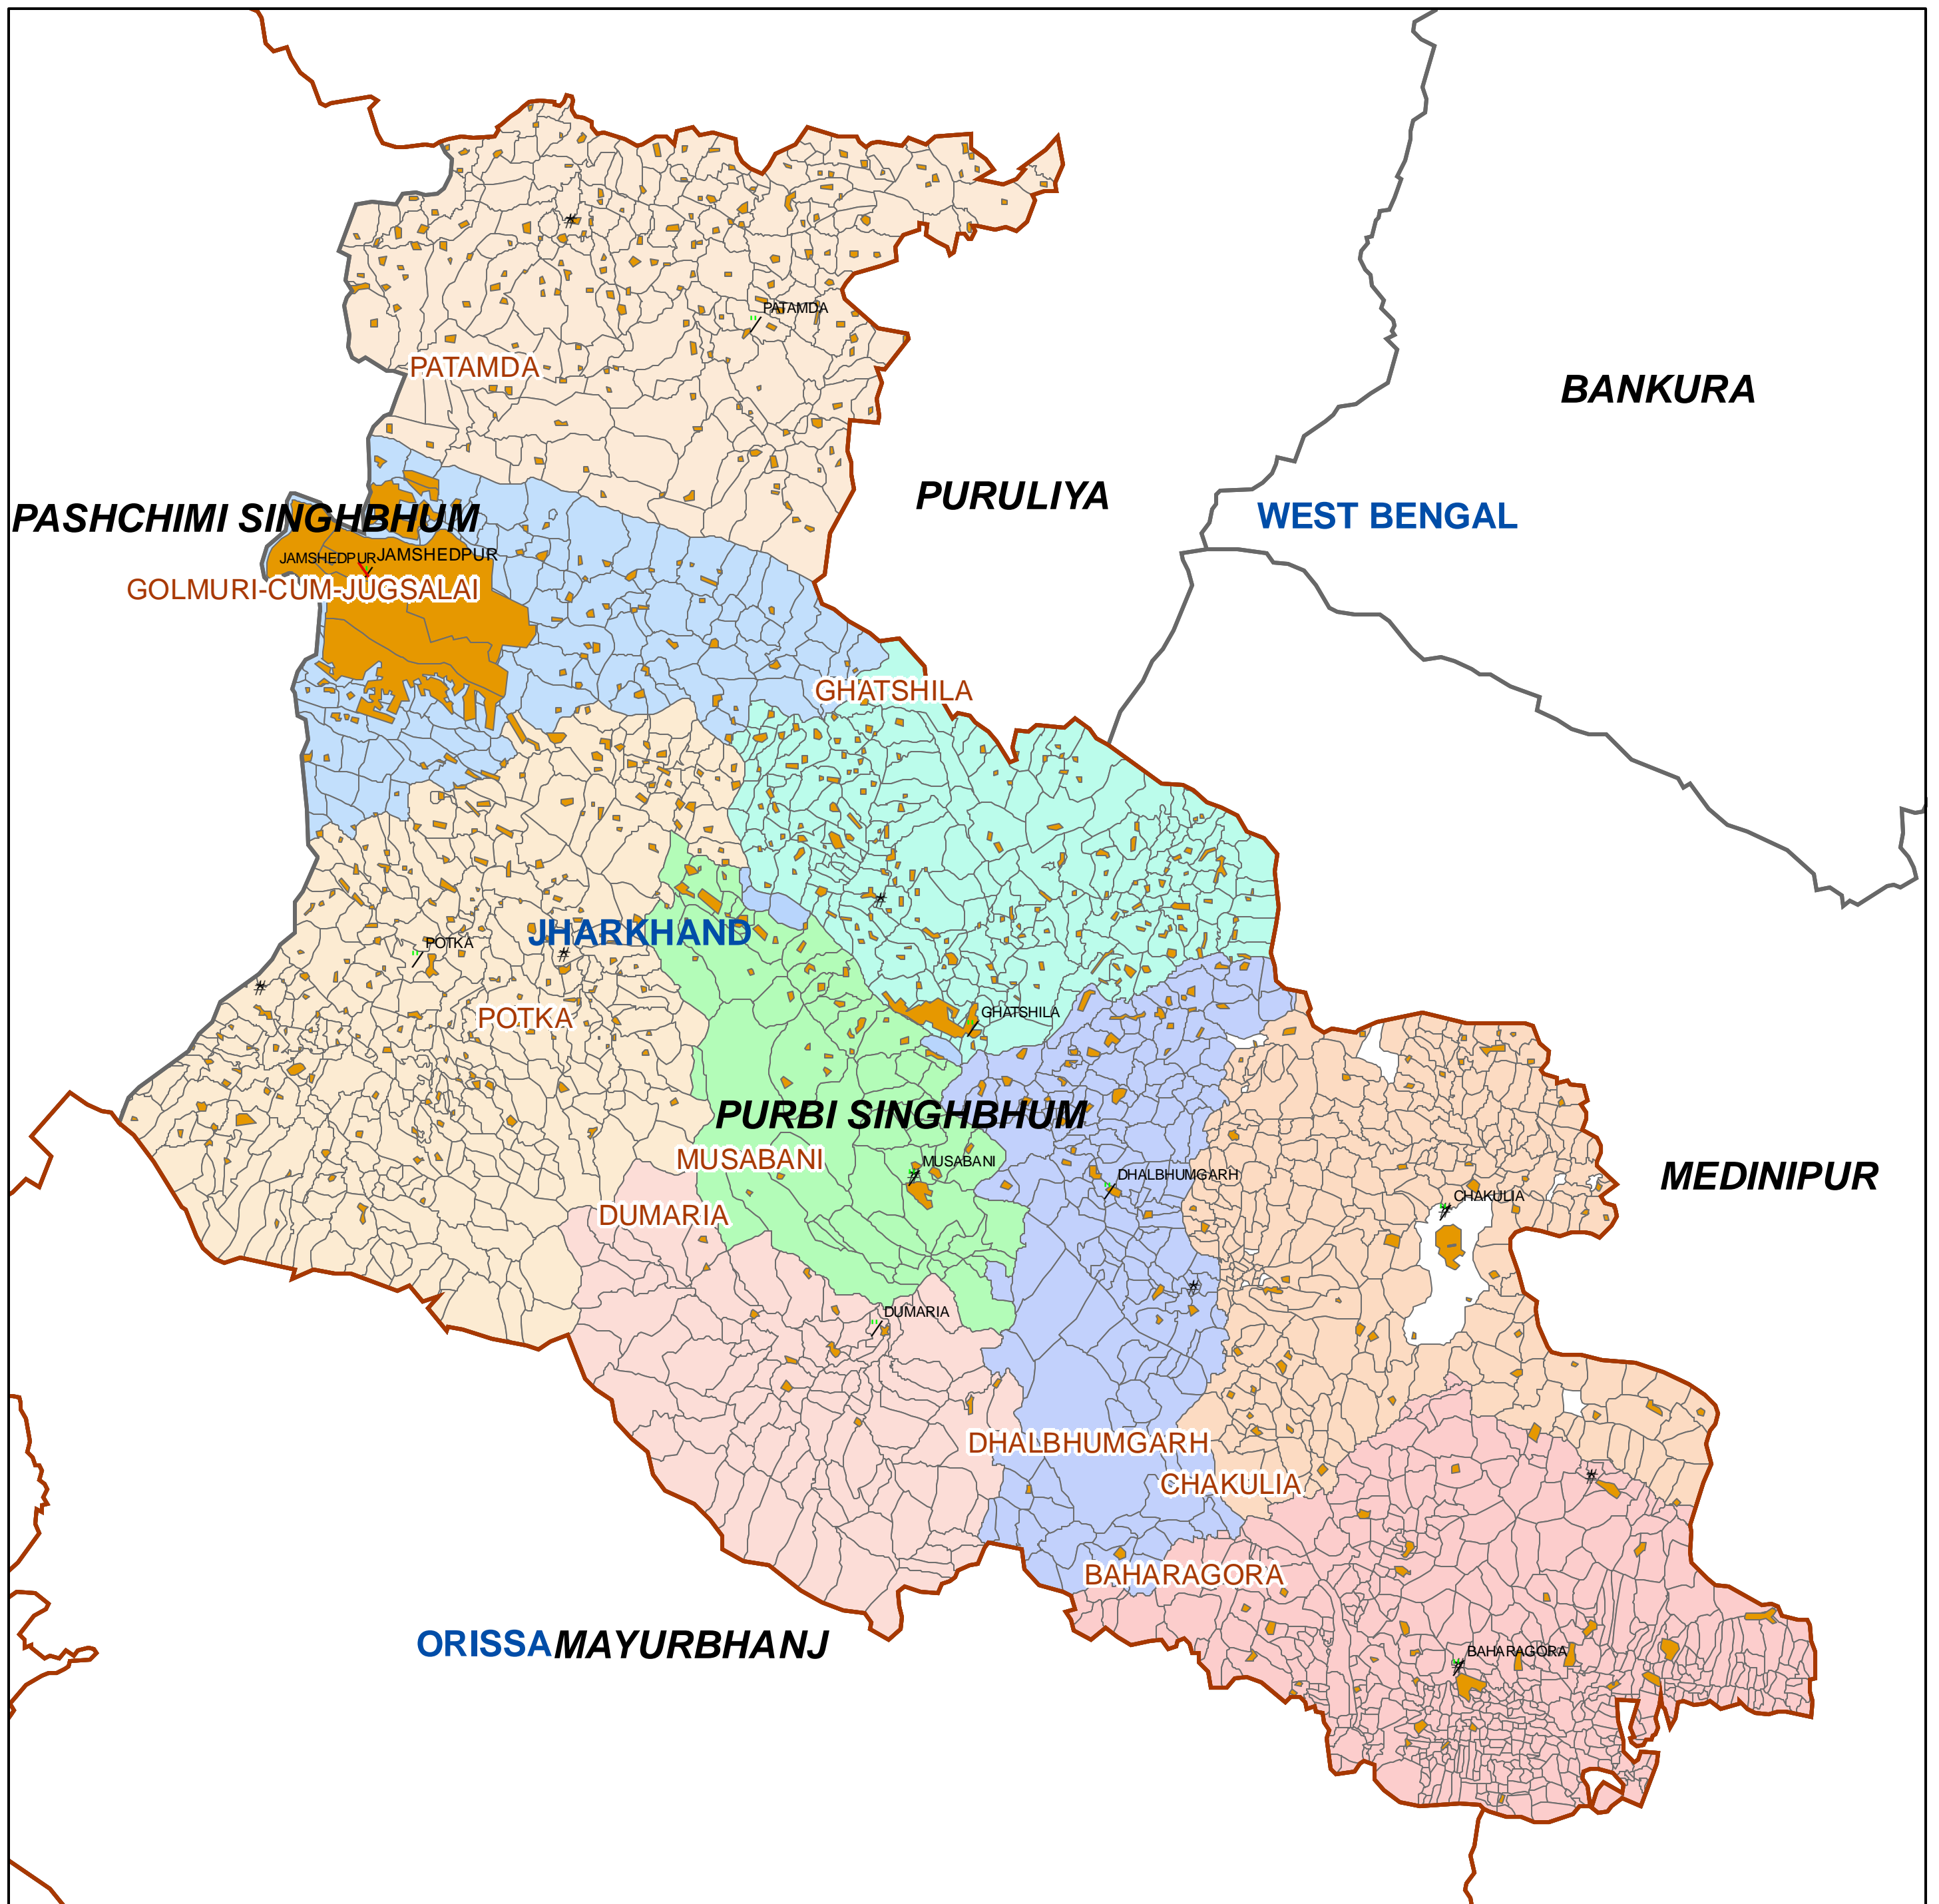 PATAMDA
PATAMDA
BANKURA
PURULIYA
WEST BENGAL
PASHCHIMI SINGHBHUM
JAMSHEDPUR
JAMSHEDPUR
GOLMURI-CUM-JUGSALAI
GHATSHILA
JHARKHAND
POTKA
GHATSHILA
POTKA
PURBI SINGHBHUM
MUSABANI
MUSABANI
DHALBHUMGARH
MEDINIPUR
CHAKULIA
DUMARIA
DUMARIA
DHALBHUMGARH
CHAKULIA
BAHARAGORA
ORISSA MAYURBHANJ
BAHARAGORA